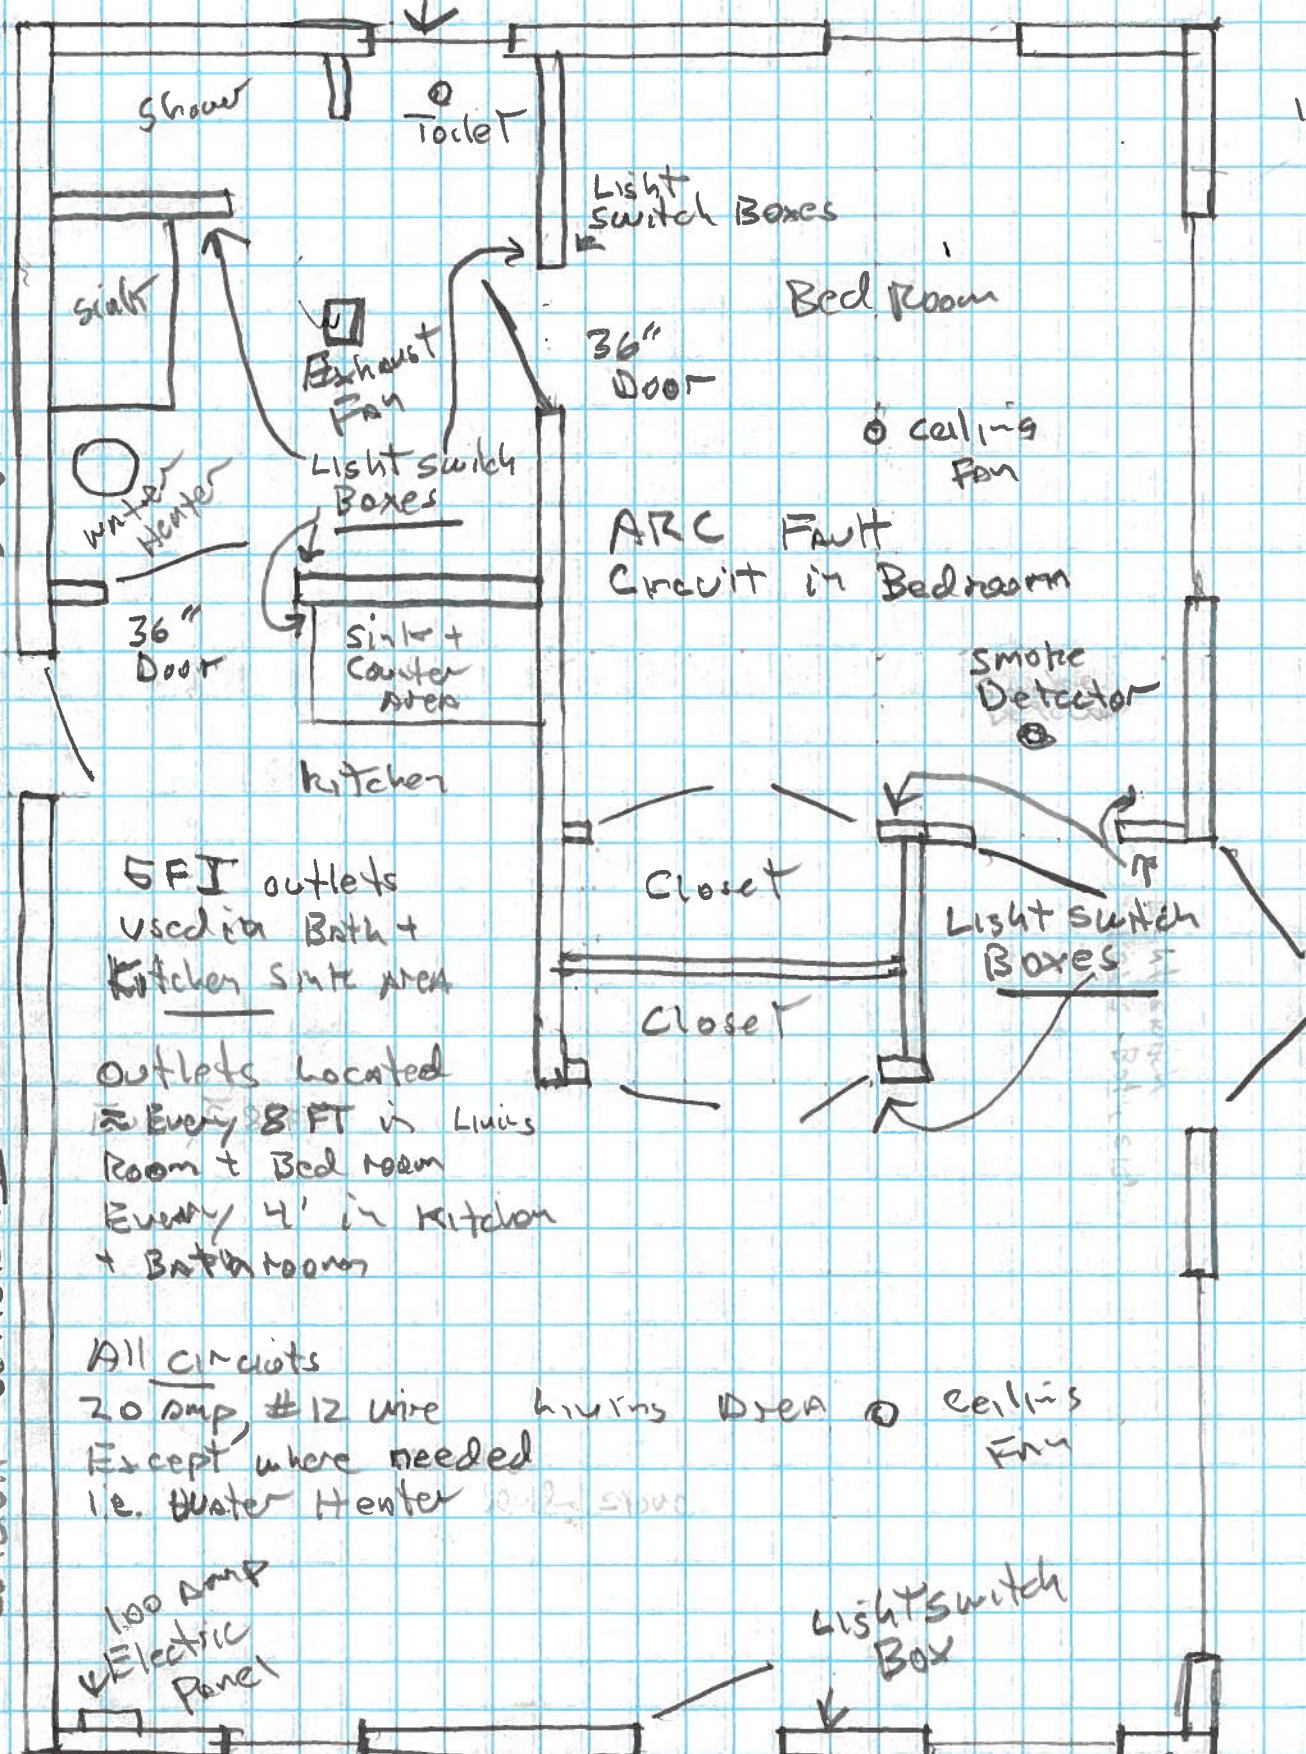 Shower
Toilet
Light
Switch Boxes
Sink
Bed Room
Exhaust
Fan
36"
Door
Ceiling
Fan
Light Swich
Boxes
Water
Heater
ARC Fault
Circuit in Bedroom
36"
Door
Sink +
Counter
Area
Smoke
Detector
Kitchen
Closet
GFI outlets
used in Bath +
Kitchen Sink Area
Light Switch
Boxes
Closet
Outlets Located
≈ Every 8 FT in Living
Room + Bed room
Every 4' in Kitchen
+ Bathroom
All circuits
20 Amp, #12 wire
Except where needed
i.e. Water Heater
Living Area
Ceiling
Fan
100 Amp
Electric
Panel
Light Switch
Box